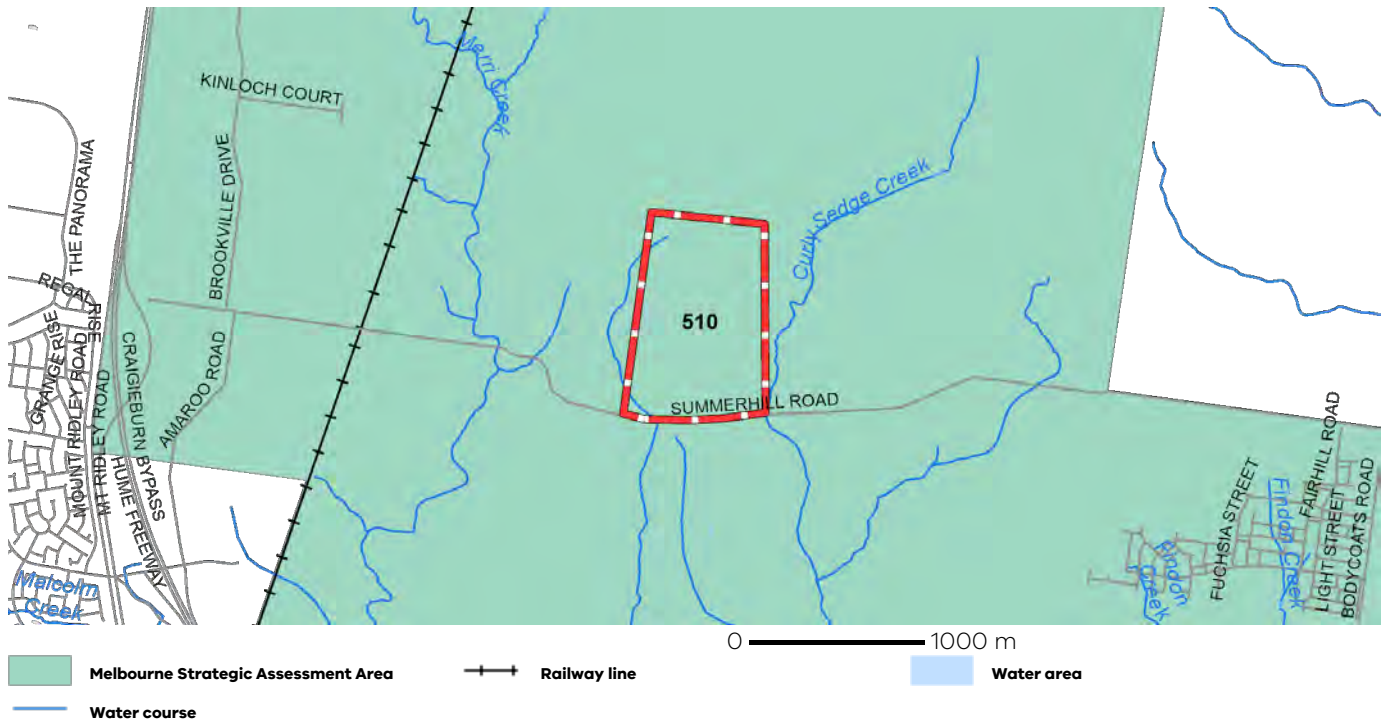 KINLOCH COURT
Merri Creek
THE PANORAMA
BROOKVILLE DRIVE
Curly Sedge Creek
REGAL RISE
GRANGE RISE
MOUNT RIDLEY ROAD
MT RIDLEY ROAD
CRAIGIEBURN BYPASS
HUME FREEWAY
AMAROO ROAD
510
SUMMERHILL ROAD
FUCHSIA STREET
FAIRHILL ROAD
LIGHT STREET
BODYCOATS ROAD
Findon Creek
Findon Creek
Malcolm Creek
0 1000 m
Melbourne Strategic Assessment Area
Railway line
Water area
Water course